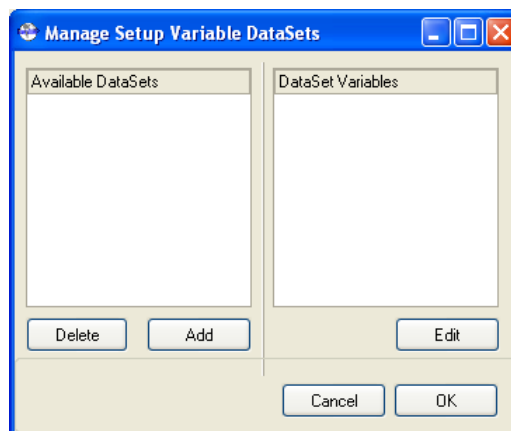 Manage Setup Variable DataSets
Available DataSets
DataSet Variables
Delete
Add
Edit
Cancel
OK